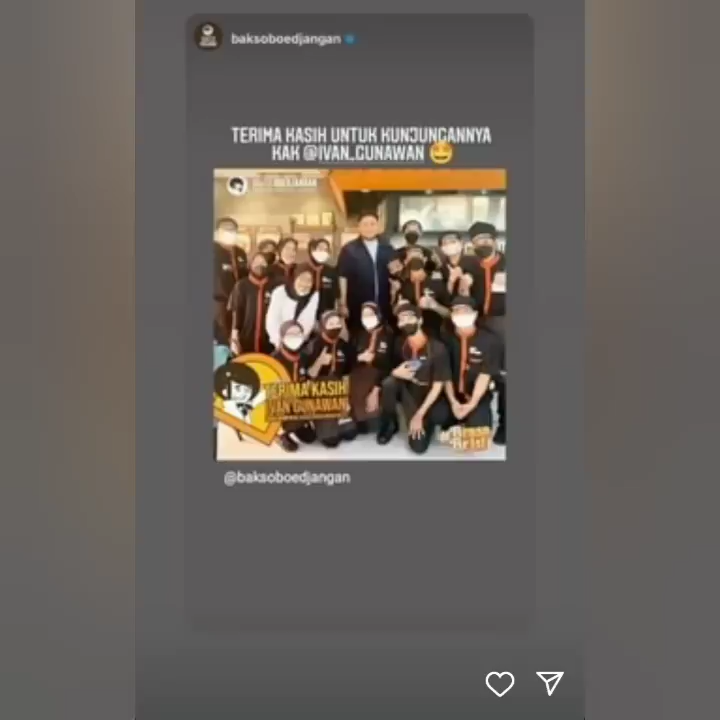 baksoboedjangan
TERIMA KASIH UNTUK KUNJUNGANNYA
KAK @IVAN_GUNAWAN 🤩
TERIMA KASIH
IVAN GUNAWAN
@baksoboedjangan